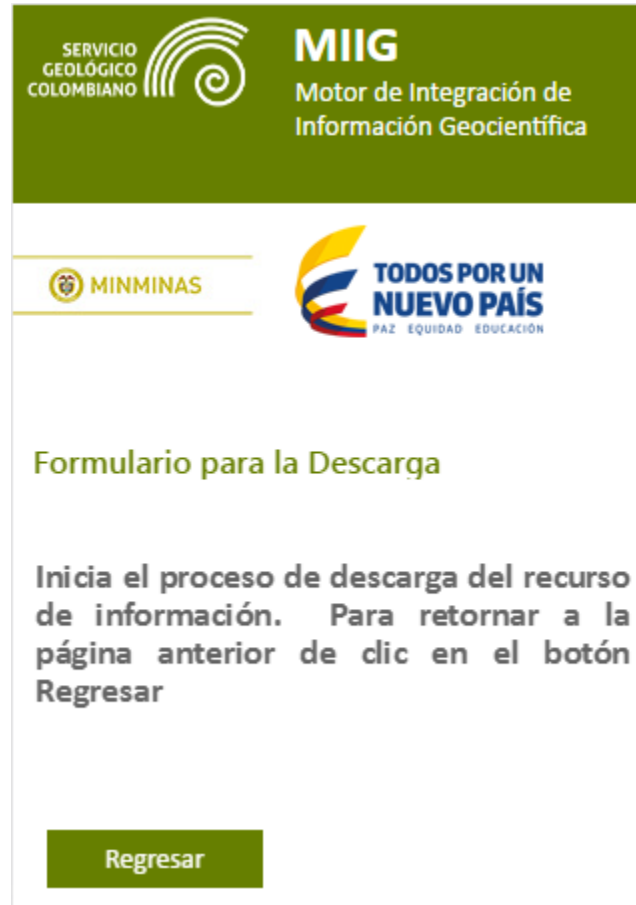 SERVICIO
GEOLÓGICO
COLOMBIANO
MIIG
Motor de Integración de
Información Geocientífica
MINMINAS
TODOS POR UN
NUEVO PAÍS
PAZ EQUIDAD EDUCACIÓN
Formulario para la Descarga
Inicia el proceso de descarga del recurso
de información. Para retornar a la
página anterior de clic en el botón
Regresar
Regresar